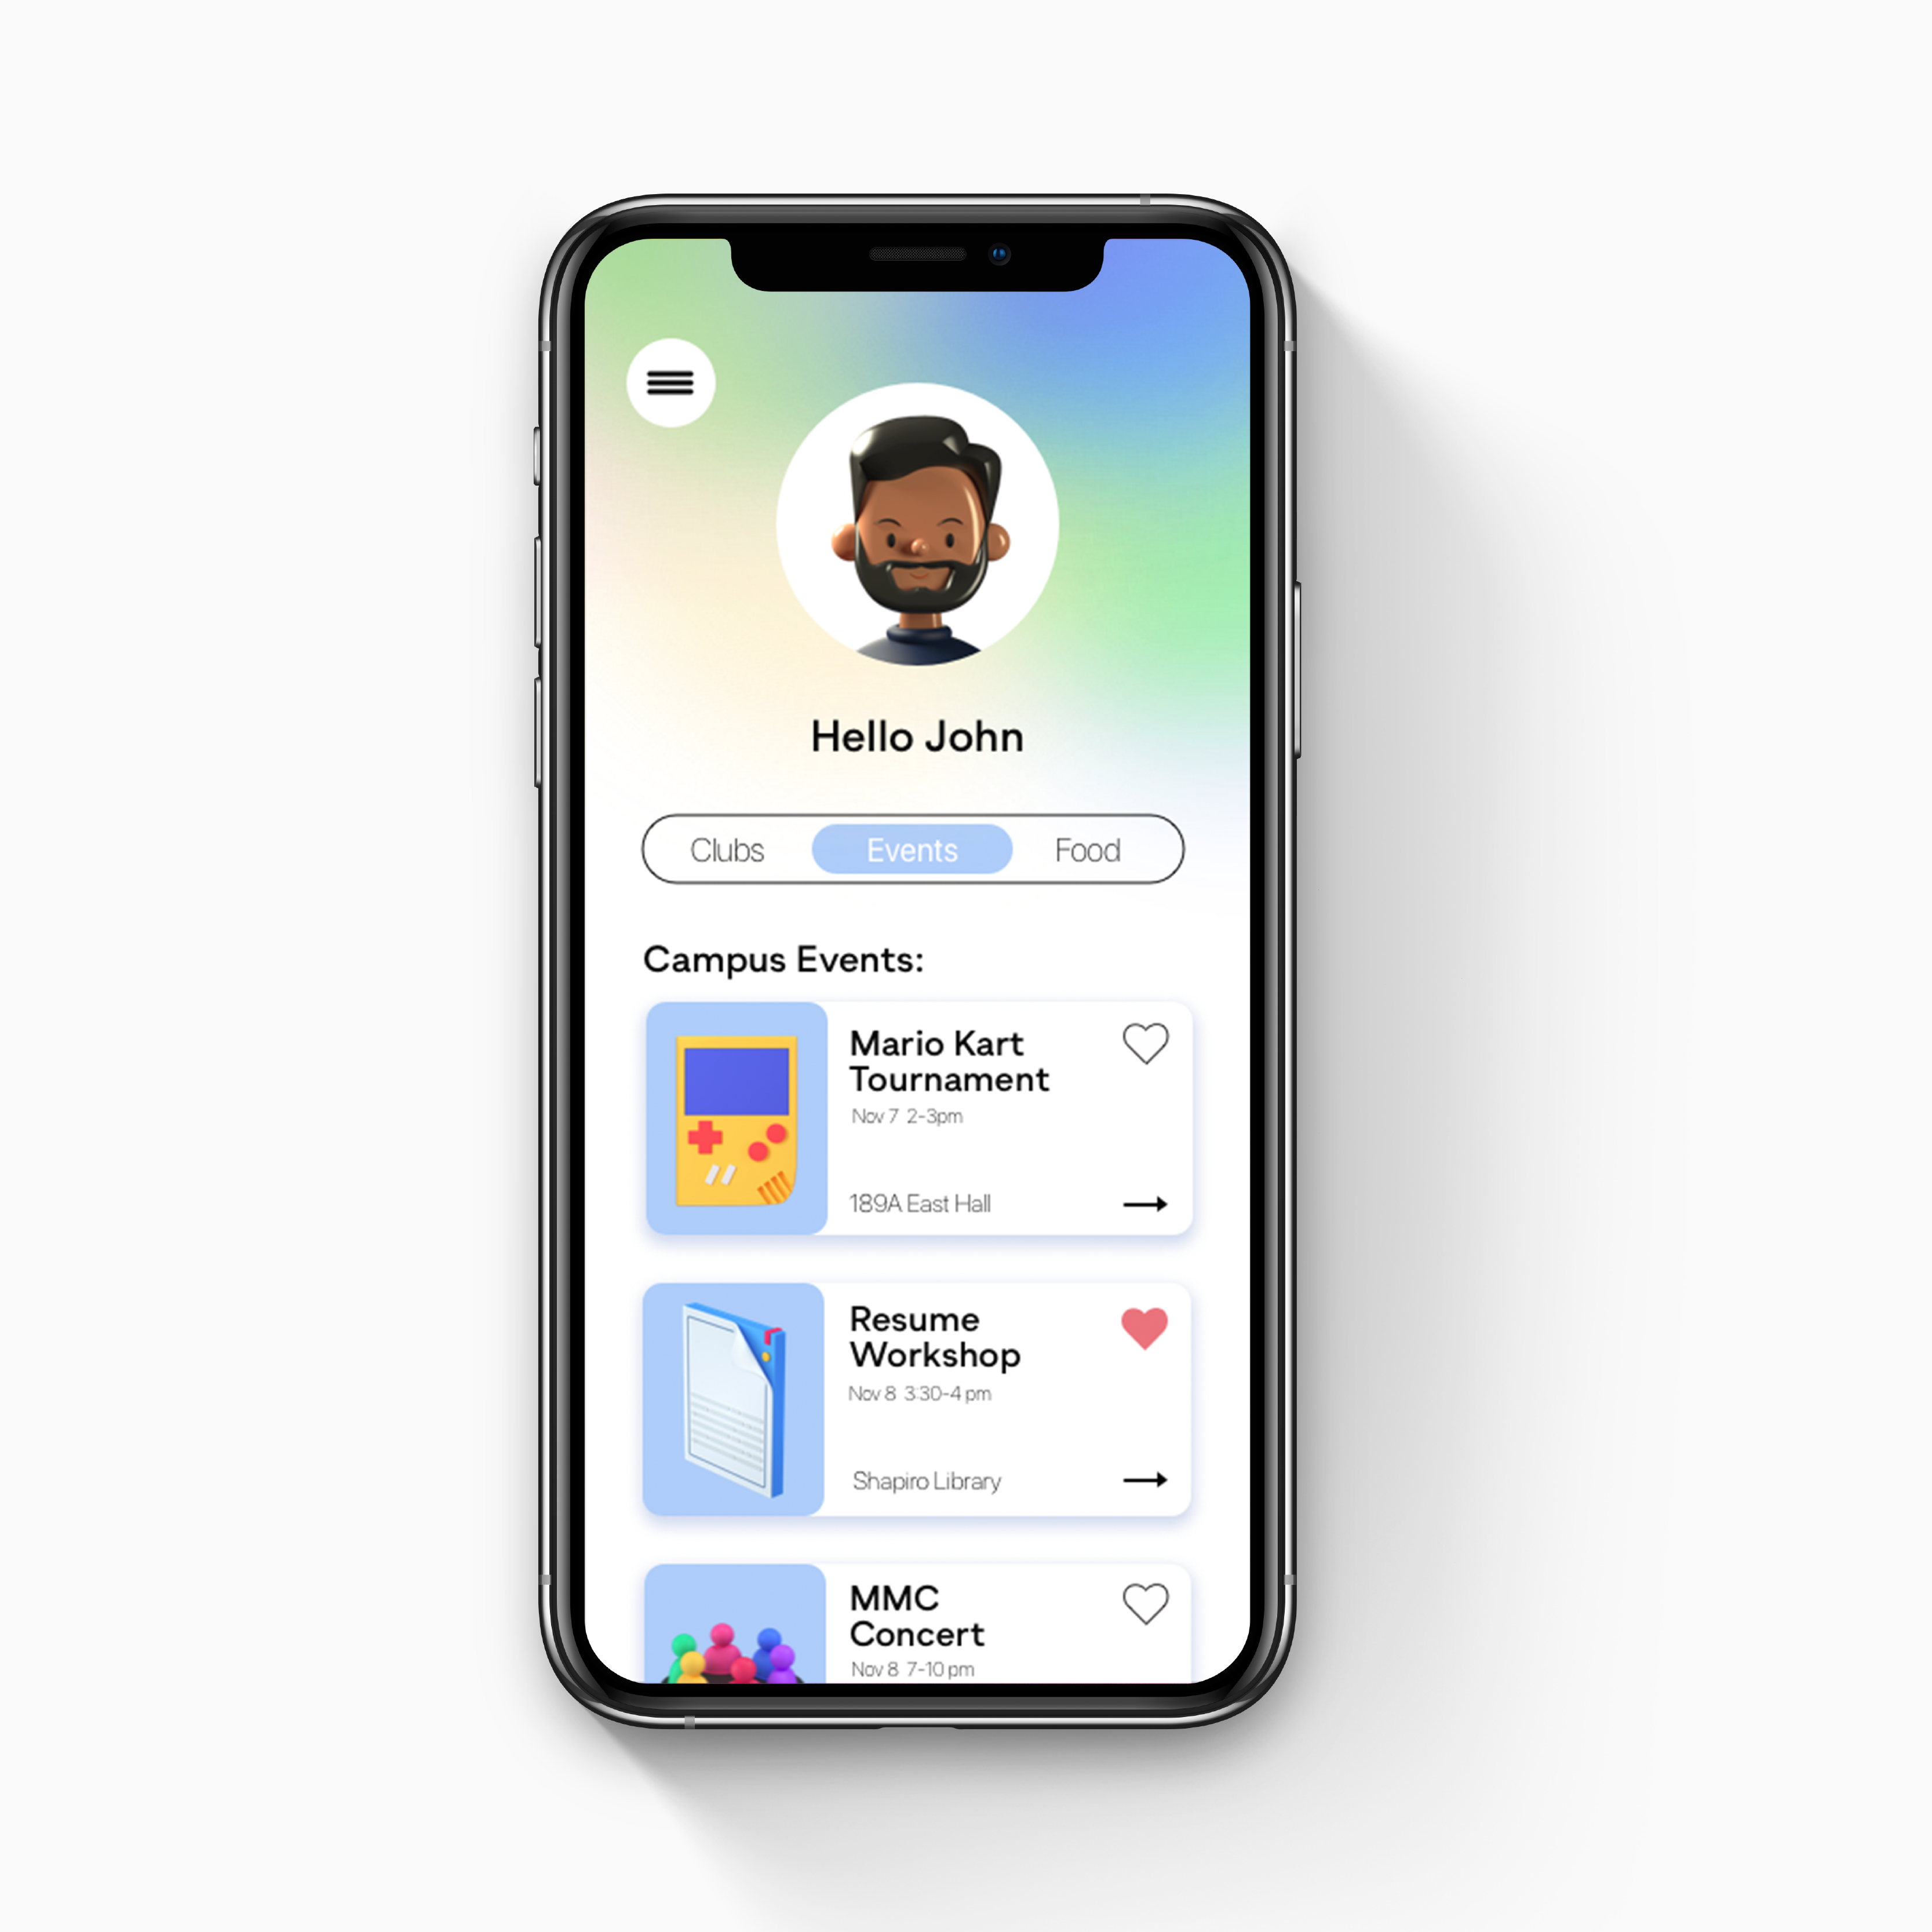 Hello John
Clubs Events Food
Campus Events:
Mario Kart
Tournament
Nov 7 2-3pm
189A East Hall
Resume
Workshop
Nov 8 3:30-4 pm
Shapiro Library
MMC
Concert
Nov 8 7-10 pm